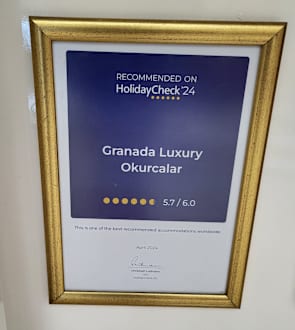 RECOMMENDED ON
HolidayCheck '24
Granada Luxury
Okurcalar
5.7 / 6.0
This is one of the best recommended accommodations worldwide
April 2024